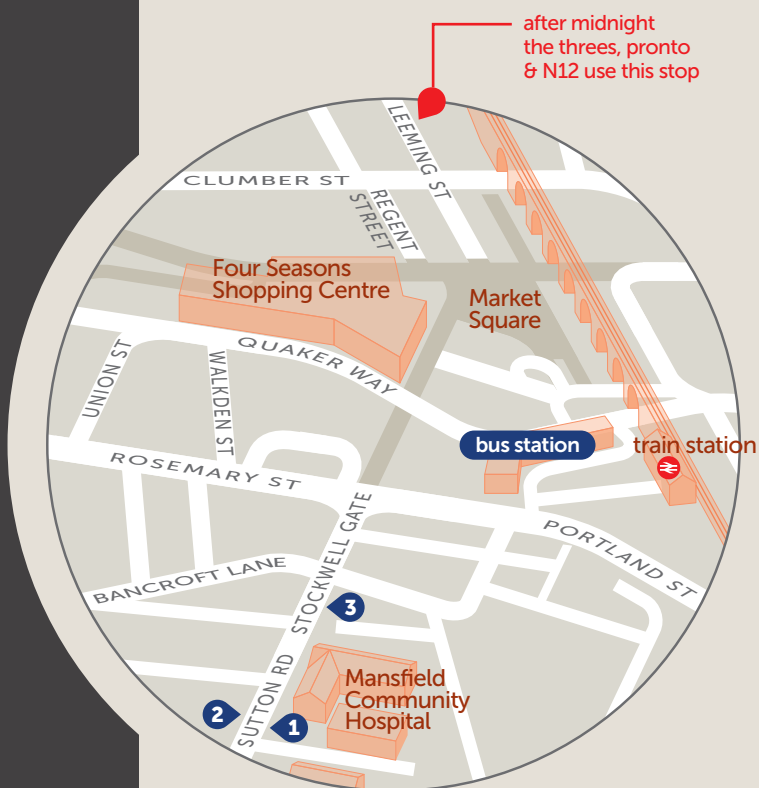 after midnight
the threes, pronto
& N12 use this stop
LEEMING ST
CLUMBER ST
REGENT
STREET
Four Seasons
Shopping Centre
Market
Square
QUAKER WAY
UNION ST
WALKDEN ST
bus station
train station
ROSEMARY ST
PORTLAND ST
STOCKWELL GATE
BANCROFT LANE
3
SUTTON RD
Mansfield
Community
Hospital
2
1